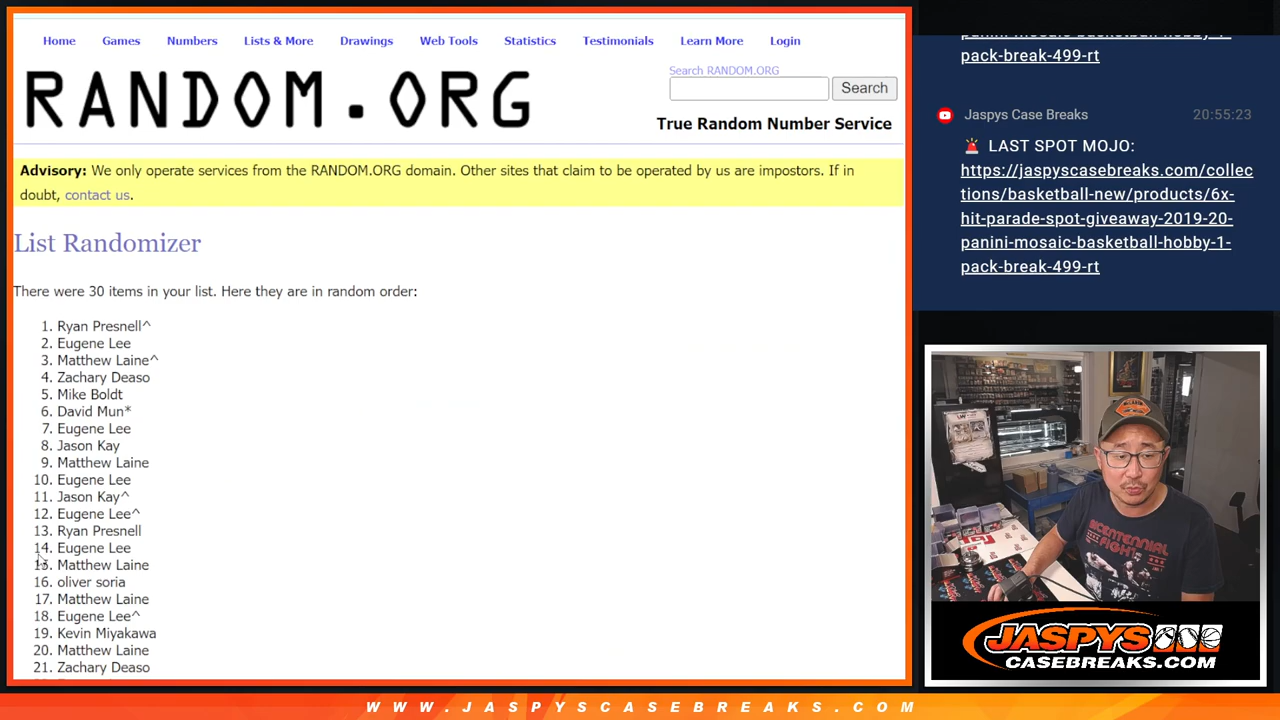 Home Games Numbers Lists & More Drawings Web Tools Statistics Testimonials Learn More Login
Search RANDOM.ORG
RANDOM.ORG
Search
True Random Number Service
Advisory: We only operate services from the RANDOM.ORG domain. Other sites that claim to be operated by us are impostors. If in
doubt, contact us.
List Randomizer
There were 30 items in your list. Here they are in random order:
1. Ryan Presnell^
2. Eugene Lee
3. Matthew Laine^
4. Zachary Deaso
5. Mike Boldt
6. David Mun*
7. Eugene Lee
8. Jason Kay
9. Matthew Laine
10. Eugene Lee
11. Jason Kay^
12. Eugene Lee^
13. Ryan Presnell
14. Eugene Lee
15. Matthew Laine
16. oliver soria
17. Matthew Laine
18. Eugene Lee^
19. Kevin Miyakawa
20. Matthew Laine
21. Zachary Deaso
panini-mosaic-basketball-hobby-1-
pack-break-499-rt
Jaspys Case Breaks 20:55:23
🚨 LAST SPOT MOJO:
https://jaspyscasebreaks.com/collec
tions/basketball-new/products/6x-
hit-parade-spot-giveaway-2019-20-
panini-mosaic-basketball-hobby-1-
pack-break-499-rt
BICENTENNIAL
FIGHT
JASPYS
CASEBREAKS.COM
WWW.JASPYSCASEBREAKS.COM